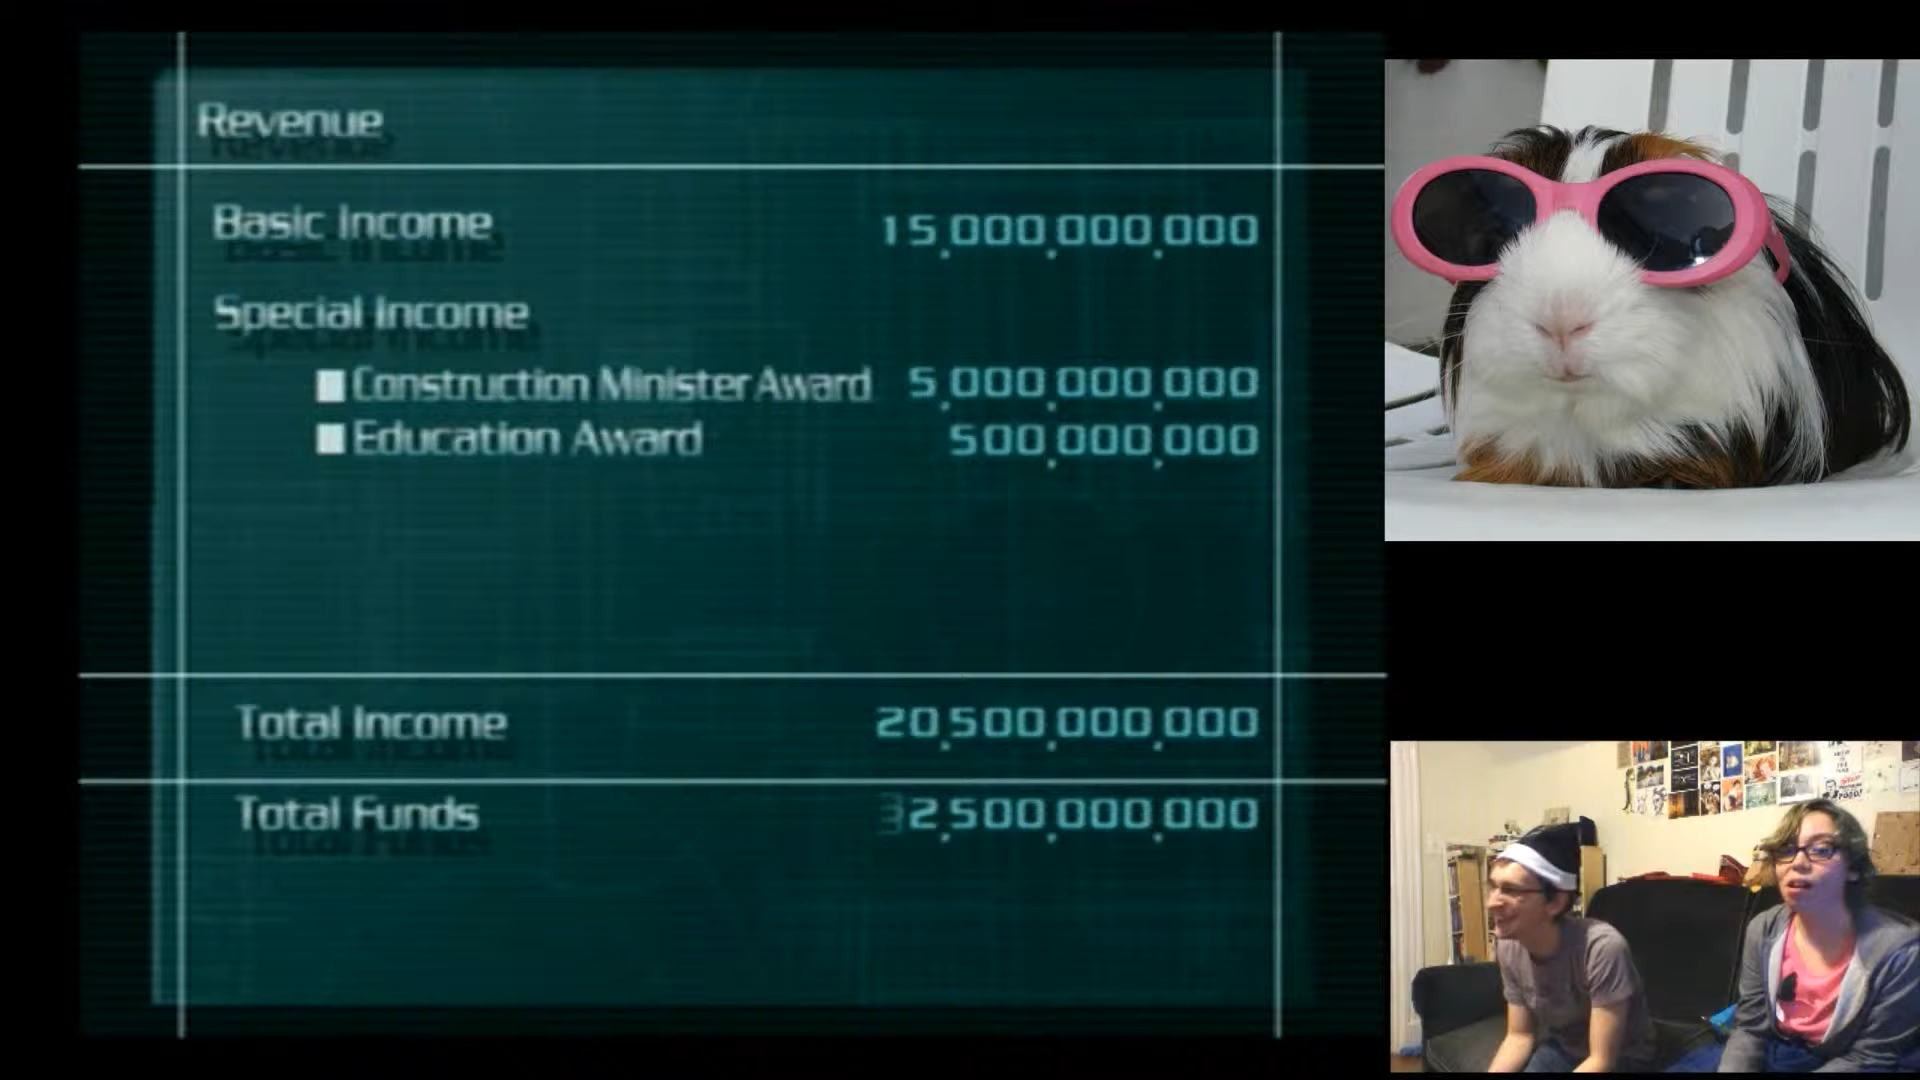 Revenue
Basic Income 15,000,000,000
Special Income
Construction Minister Award 5,000,000,000
Education Award 500,000,000
Total Income 20,500,000,000
Total Funds 32,500,000,000